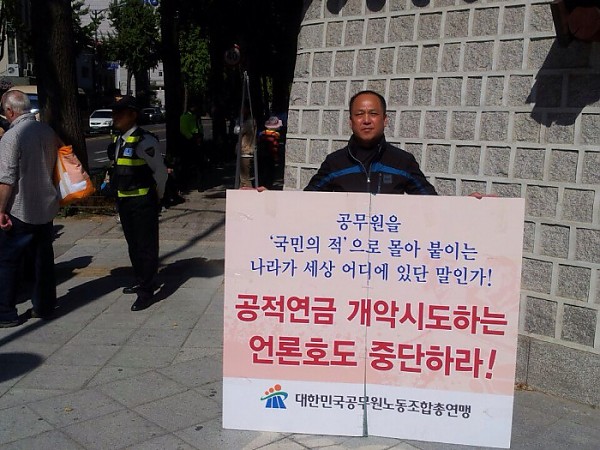 공무원을
'국민의 적'으로 몰아 붙이는
나라가 세상 어디에 있단 말인가!
공적연금 개악시도하는
언론호도 중단하라!
대한민국공무원노동조합총연맹